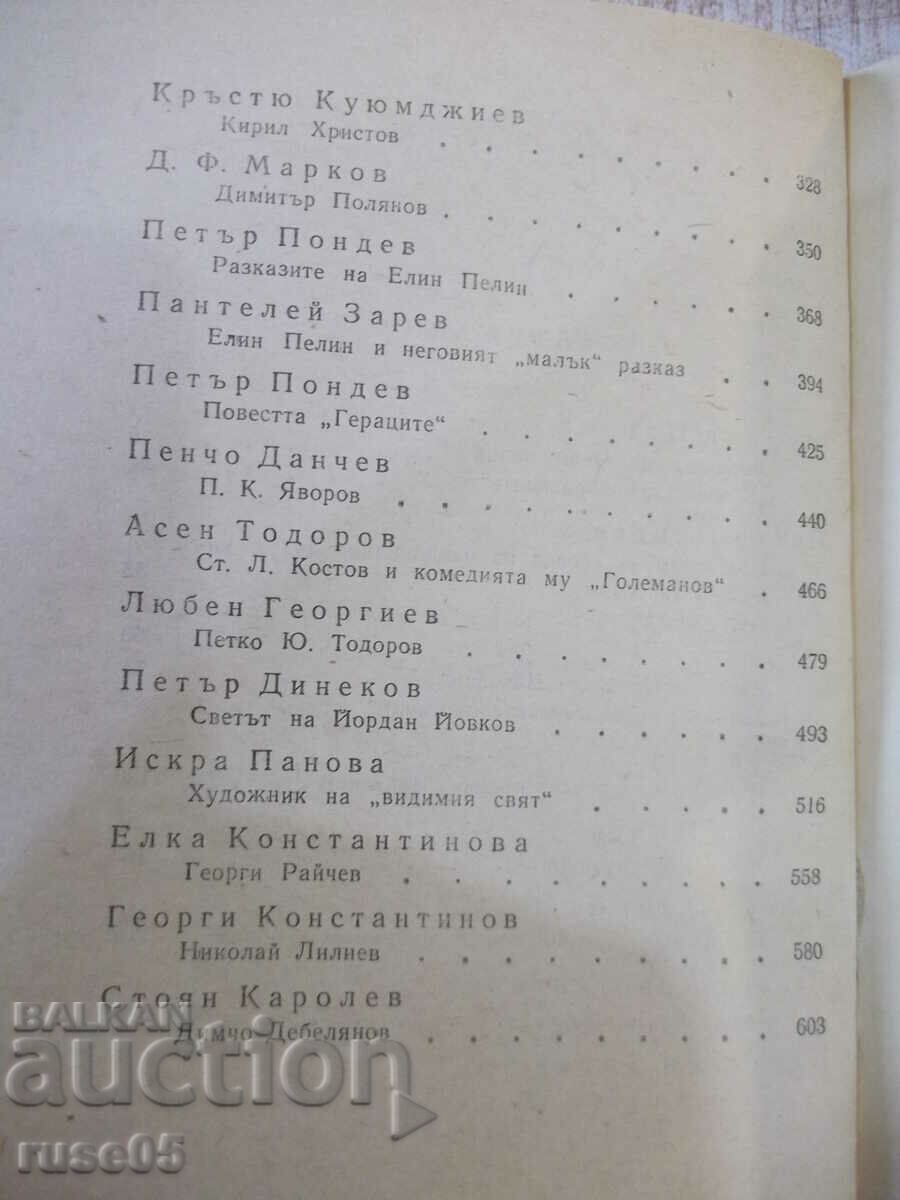 Кръстю Куюмджиев
Кирил Христов . . . . . . . . . 328
Д. Ф. Марков
Димитър Полянов . . . . . . . . 350
Петър Пондев
Разказите на Елин Пелин . . . . . . 368
Пантелей Зарев
Елин Пелин и неговият „малък“ разказ . . 394
Петър Пондев
Повестта „Гераците“ . . . . . . . 425
Пенчо Данчев
П. К. Яворов . . . . . . . . . 440
Асен Тодоров
Ст. Л. Костов и комедията му „Големанов“ . 466
Любен Георгиев
Петко Ю. Тодоров . . . . . . . . 479
Петър Динеков
Светът на Йордан Йовков . . . . . . 493
Искра Панова
Художник на „видимия свят“ . . . . . 516
Елка Константинова
Георги Райчев . . . . . . . . . 558
Георги Константинов
Николай Лилиев . . . . . . . . . 580
Стоян Каролев
Димчо Дебелянов . . . . . . . . . 603
BALKAN
auction
ruse05